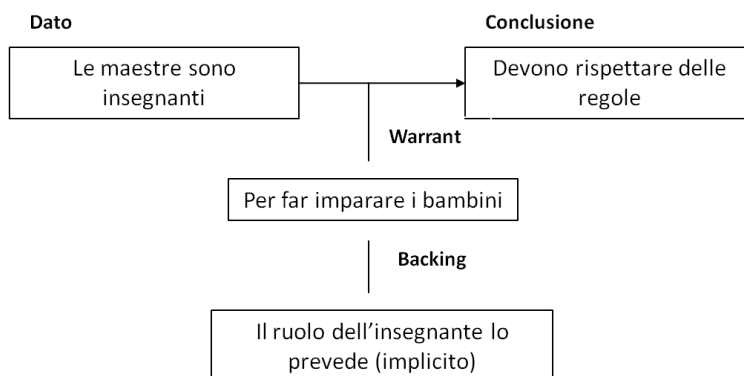 Dato
Conclusione
Le maestre sono
insegnanti
Devono rispettare delle
regole
Warrant
Per far imparare i bambini
Backing
Il ruolo dell'insegnante lo
prevede (implicito)